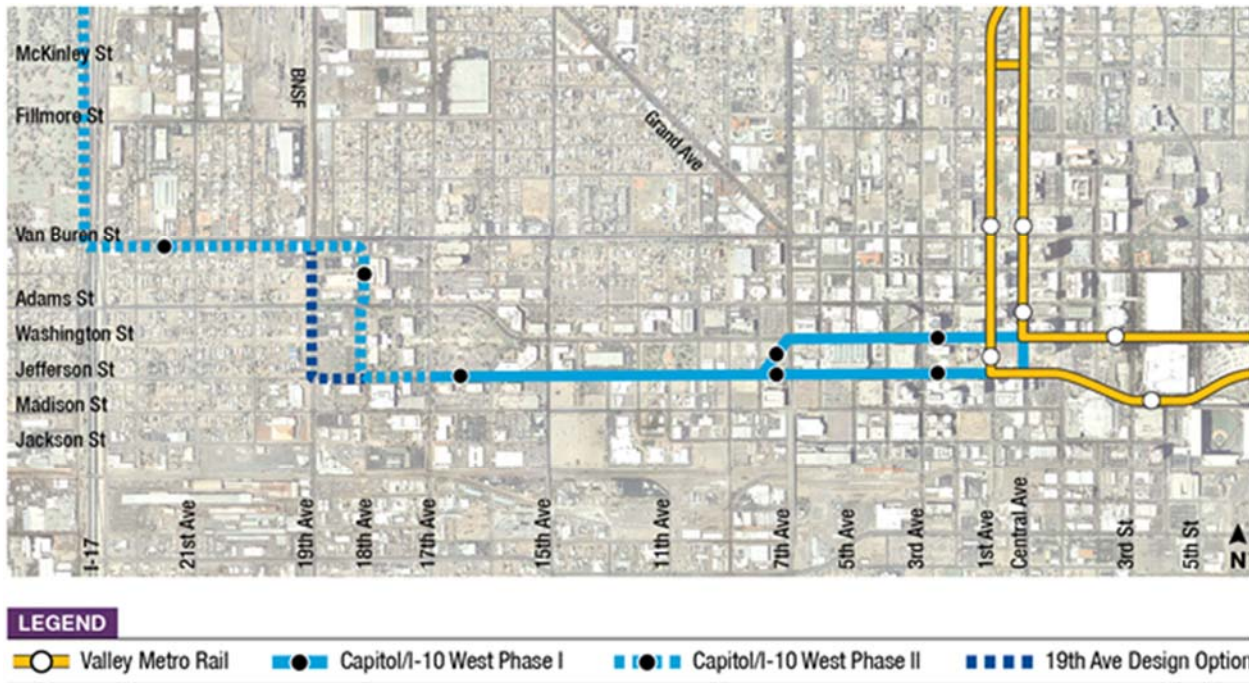 McKinley St
Fillmore St
Van Buren St
Adams St
Washington St
Jefferson St
Madison St
Jackson St
BNSF
Grand Ave
I-17
21st Ave
19th Ave
18th Ave
17th Ave
15th Ave
11th Ave
7th Ave
5th Ave
3rd Ave
1st Ave
Central Ave
3rd St
5th St
N
LEGEND
Valley Metro Rail
Capitol/I-10 West Phase I
Capitol/I-10 West Phase II
19th Ave Design Option